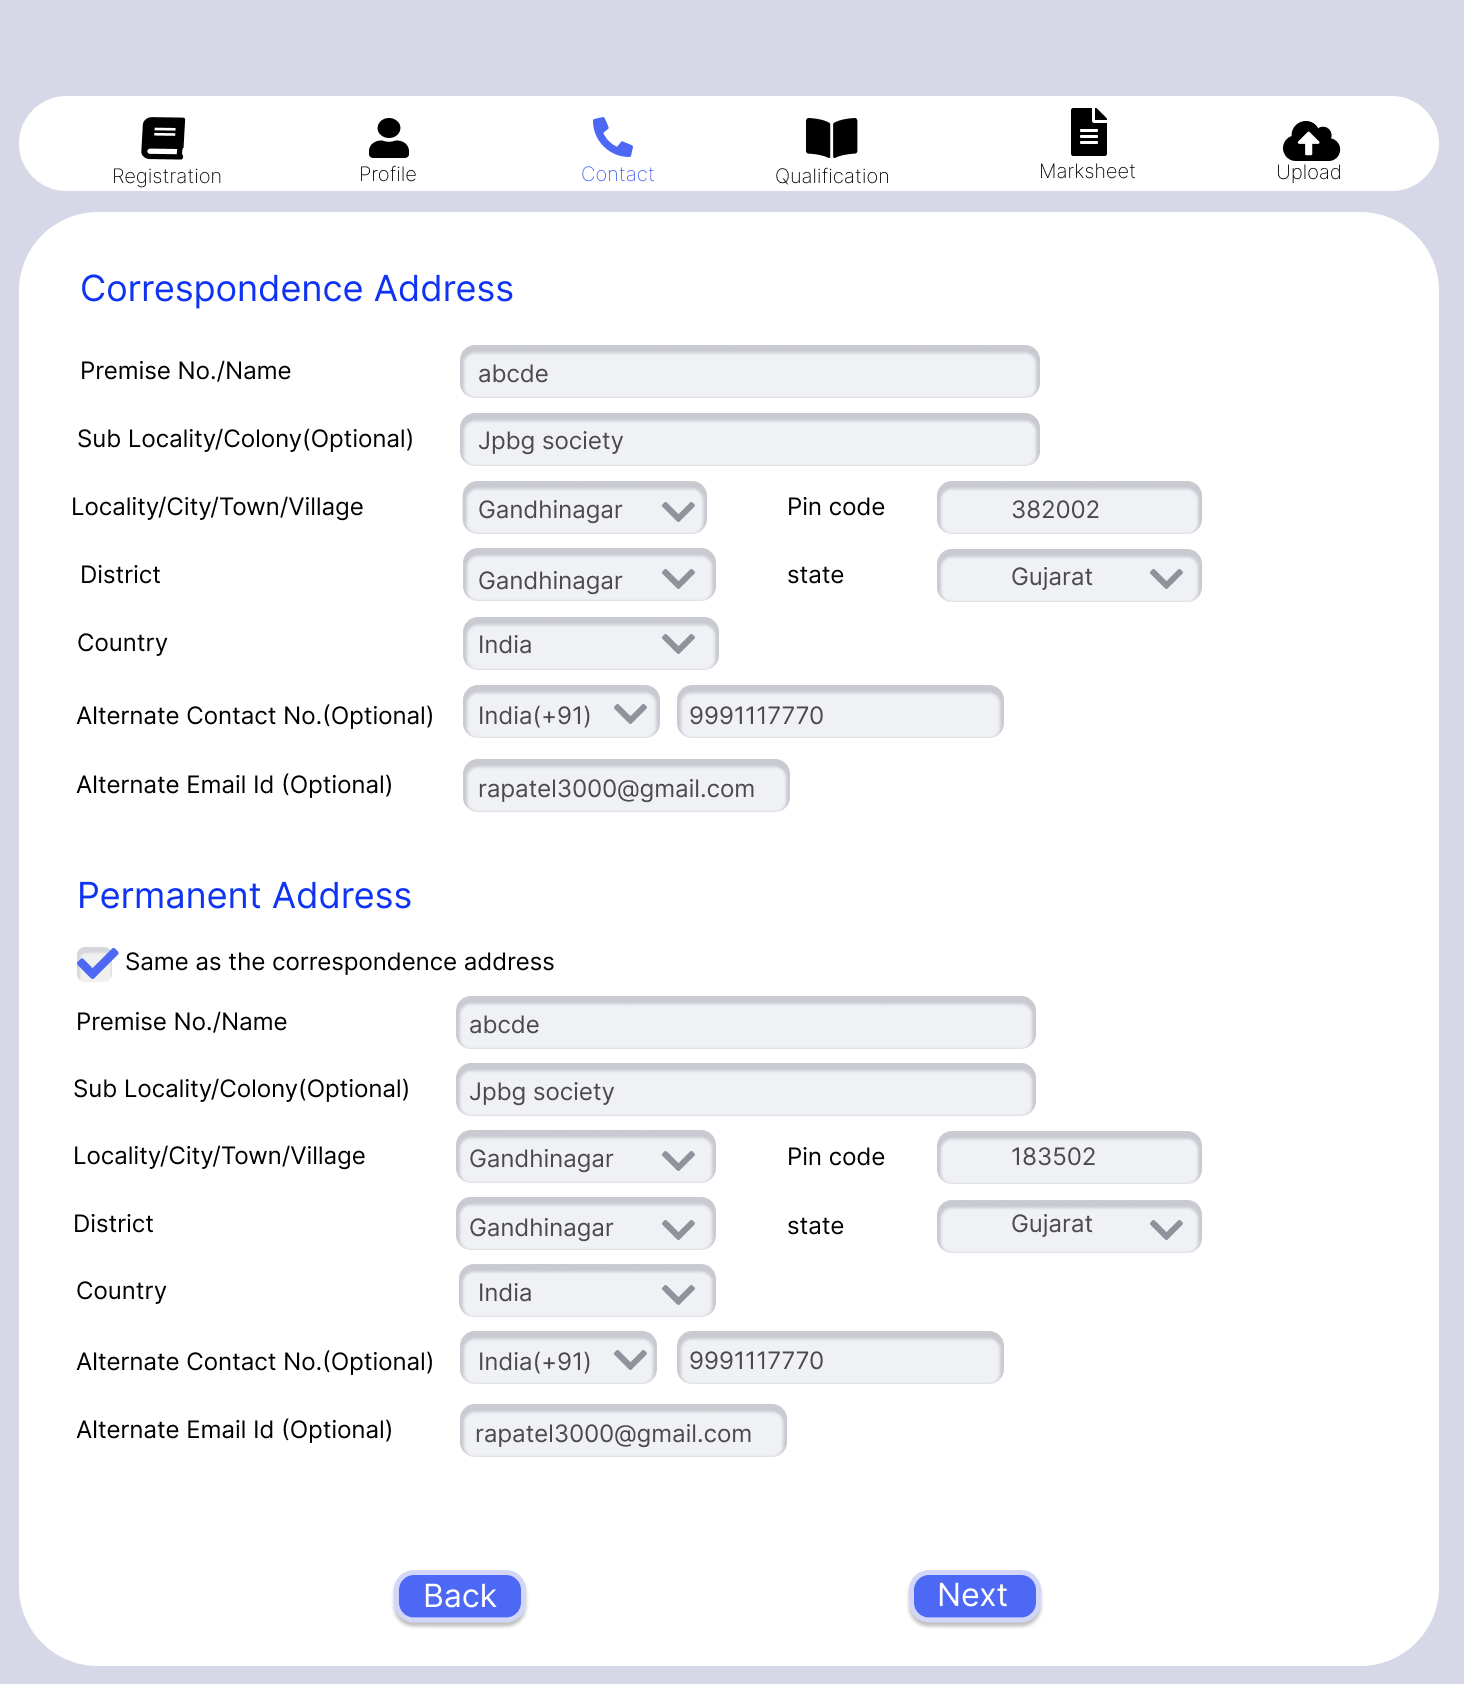 Registration Profile Contact Qualification Marksheet Upload
Correspondence Address
Premise No./Name abcde
Sub Locality/Colony(Optional) Jpbg society
Locality/City/Town/Village Gandhinagar Pin code 382002
District Gandhinagar state Gujarat
Country India
Alternate Contact No.(Optional) India(+91) 9991117770
Alternate Email Id (Optional) rapatel3000@gmail.com
Permanent Address
Same as the correspondence address
Premise No./Name abcde
Sub Locality/Colony(Optional) Jpbg society
Locality/City/Town/Village Gandhinagar Pin code 183502
District Gandhinagar state Gujarat
Country India
Alternate Contact No.(Optional) India(+91) 9991117770
Alternate Email Id (Optional) rapatel3000@gmail.com
Back Next